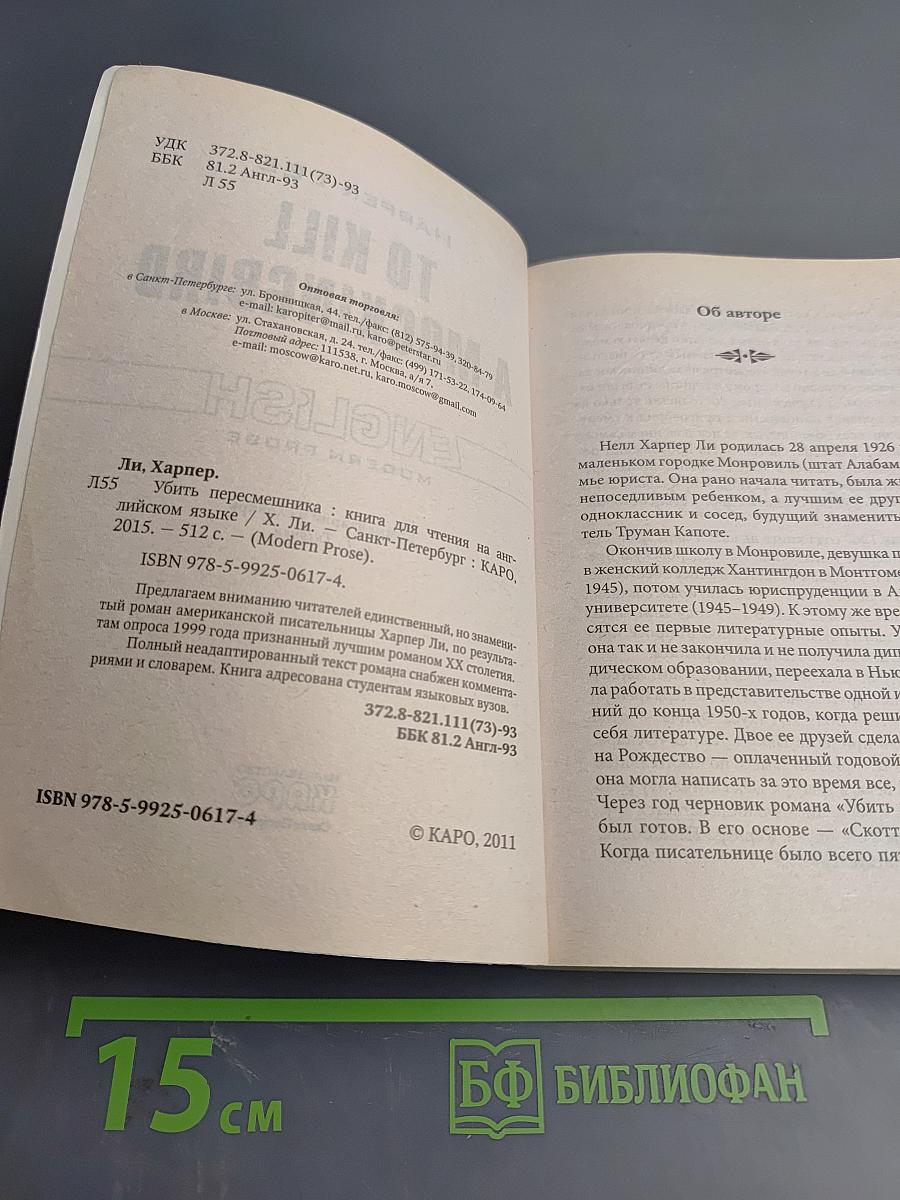 УДК 372.8-821.111(73)-93
ББК 81.2 Англ-93
Л 55
Оптовая торговля:
в Санкт-Петербурге: ул. Бронницкая, 44. тел./факс: (812) 575-94-39, 320-84-79
e-mail: karopiter@mail.ru, karo@peterstar.ru
в Москве: ул. Стахановская, д. 24. тел./факс: (499) 171-53-22, 174-09-64
Почтовый адрес: 111538, г. Москва, а/я 7,
e-mail: moscow@karo.net.ru, karo.moscow@gmail.com
Ли, Харпер.
Л55 Убить пересмешника : книга для чтения на анг-
лийском языке / Х. Ли. — Санкт-Петербург : КАРО,
2015. — 512 с. — (Modern Prose).
ISBN 978-5-9925-0617-4.
Предлагаем вниманию читателей единственный, но знамени-
тый роман американской писательницы Харпер Ли, по результа-
там опроса 1999 года признанный лучшим романом XX столетия.
Полный неадаптированный текст романа снабжен коммента-
риями и словарем. Книга адресована студентам языковых вузов.
372.8-821.111(73)-93
ББК 81.2 Англ-93
ISBN 978-5-9925-0617-4
© КАРО, 2011
Об авторе
Нелл Харпер Ли родилась 28 апреля 1926
маленьком городке Монровиль (штат Алабам
мье юриста. Она рано начала читать, была жи
непоседливым ребенком, а лучшим ее друг
одноклассник и сосед, будущий знамениты
тель Труман Капоте.
Окончив школу в Монровиле, девушка п
в женский колледж Хантингдон в Монтгоме
1945), потом училась юриспруденции в А
университете (1945–1949). К этому же вре
сятся ее первые литературные опыты. У
она так и не закончила и не получила дип
дическом образовании, переехала в Нью
ла работать в представительстве одной и
ний до конца 1950-х годов, когда реши
себя литературе. Двое ее друзей сдела
на Рождество — оплаченный годовой
она могла написать за это время все,
Через год черновик романа «Убить
был готов. В его основе — «Скотт
Когда писательнице было всего пя
15 см
БФ БИБЛИОФАН